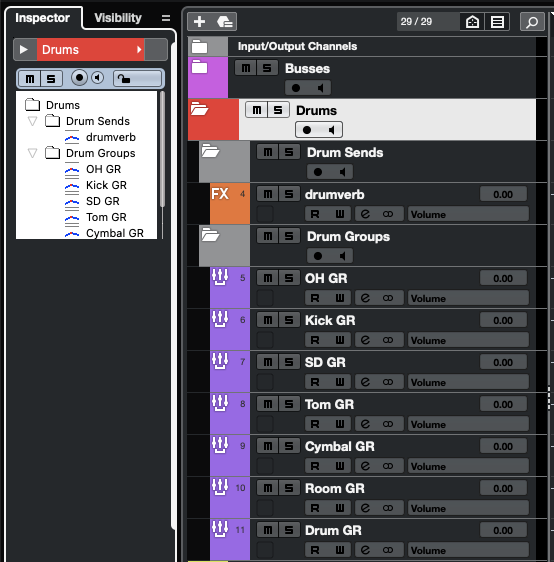 Inspector Visibility
Drums
m S
Drums
Drum Sends
drumverb
Drum Groups
OH GR
Kick GR
SD GR
Tom GR
Cymbal GR
29 / 29
Input/Output Channels
m S Busses
m S Drums
m S Drum Sends
FX 4 m S drumverb 0.00
R W e Volume
m S Drum Groups
5 m S OH GR 0.00
R W e Volume
6 m S Kick GR 0.00
R W e Volume
7 m S SD GR 0.00
R W e Volume
8 m S Tom GR 0.00
R W e Volume
9 m S Cymbal GR 0.00
R W e Volume
10 m S Room GR 0.00
R W e Volume
11 m S Drum GR 0.00
R W e Volume